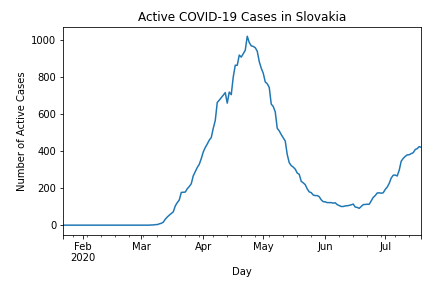 Active COVID-19 Cases in Slovakia
Number of Active Cases
1000
800
600
400
200
0
Feb Mar Apr May Jun Jul
2020
Day